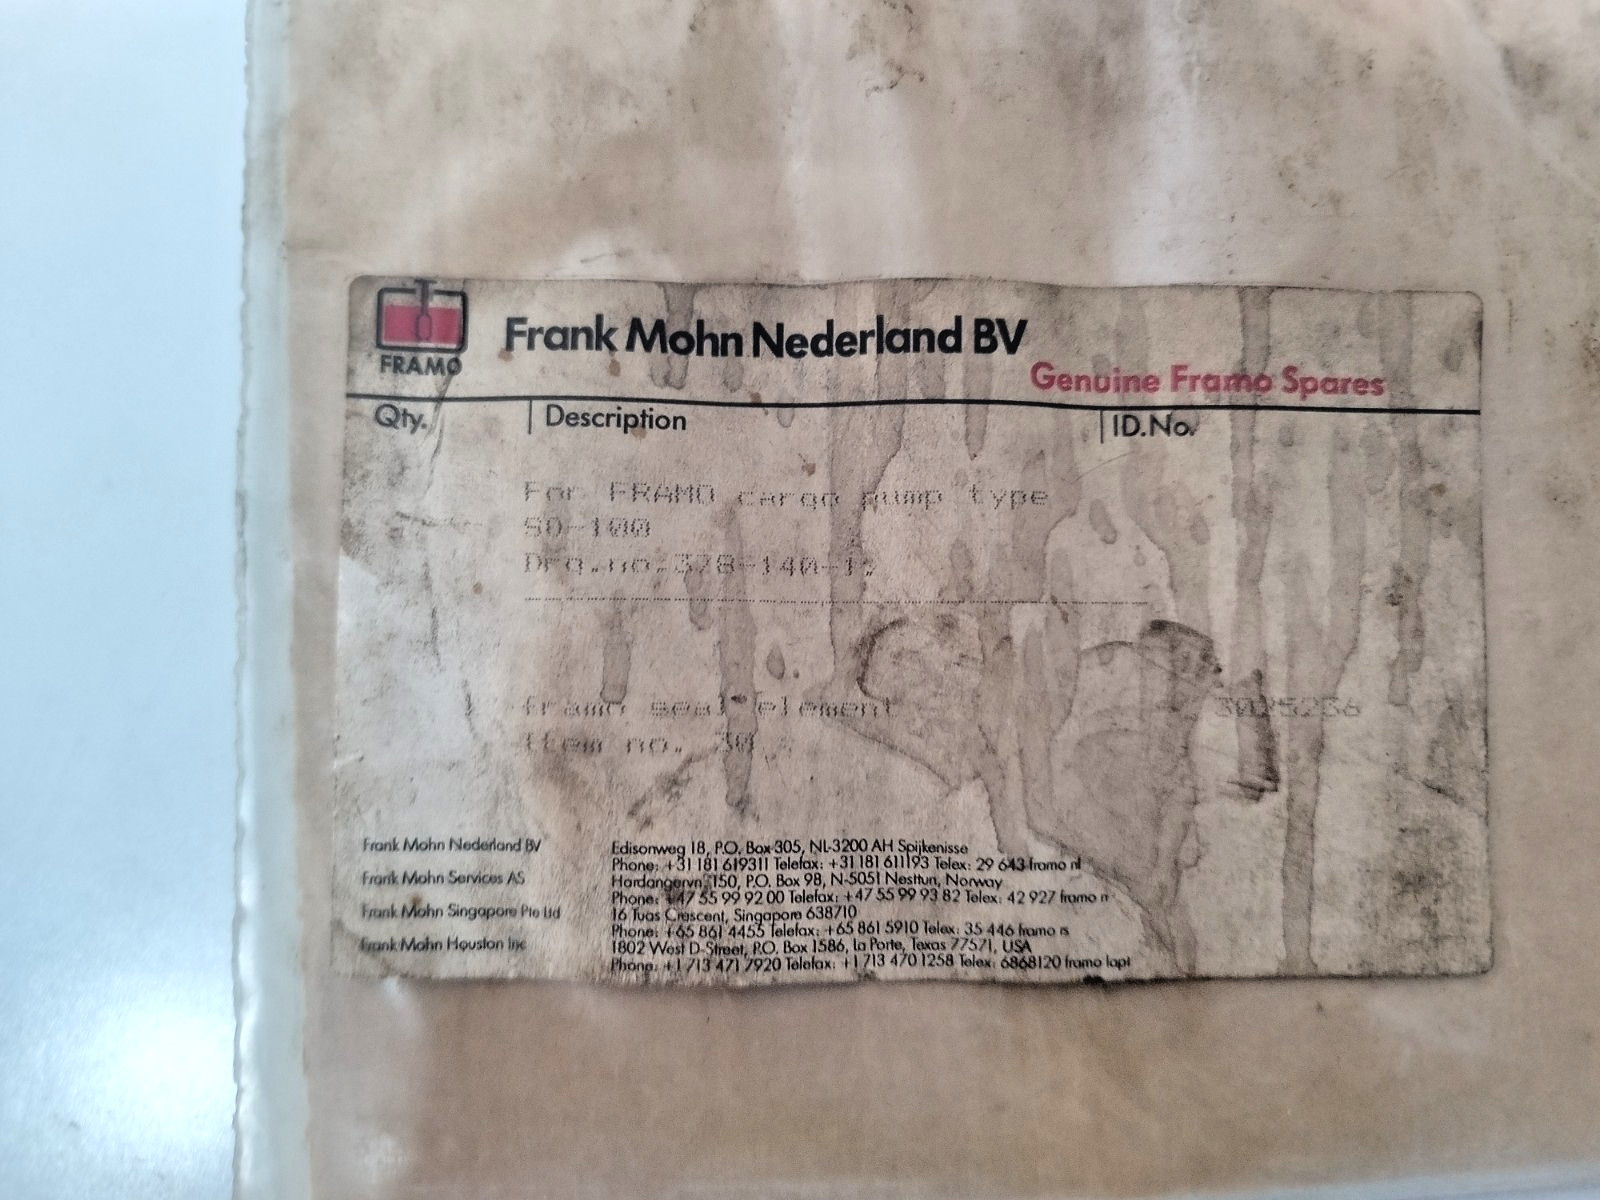 FRAMO
Frank Mohn Nederland BV
Genuine Framo Spares
Qty. Description ID.No.
For FRAMO cargo pump type
SD-100
Drg.no.
1 framo seal element
Item no. 30
Frank Mohn Nederland BV Edisonweg 18, P.O. Box 305, NL-3200 AH Spijkenisse
Phone: +31 181 619311 Telefax: +31 181 611193 Telex: 29 643 framo nl
Frank Mohn Services AS Hardangervn. 150, P.O. Box 98, N-5051 Nesttun, Norway
Phone: +47 55 99 92 00 Telefax: +47 55 99 93 82 Telex: 42 927 framo n
Frank Mohn Singapore Pte Ltd 16 Tuas Crescent, Singapore 638710
Phone: +65 861 4455 Telefax: +65 861 5910 Telex: 35 446 framo rs
Frank Mohn Houston Inc 1802 West D-Street, P.O. Box 1586, La Porte, Texas 77571, USA
Phone: +1 713 471 7920 Telefax: +1 713 470 1258 Telex: 6868120 framo lapt